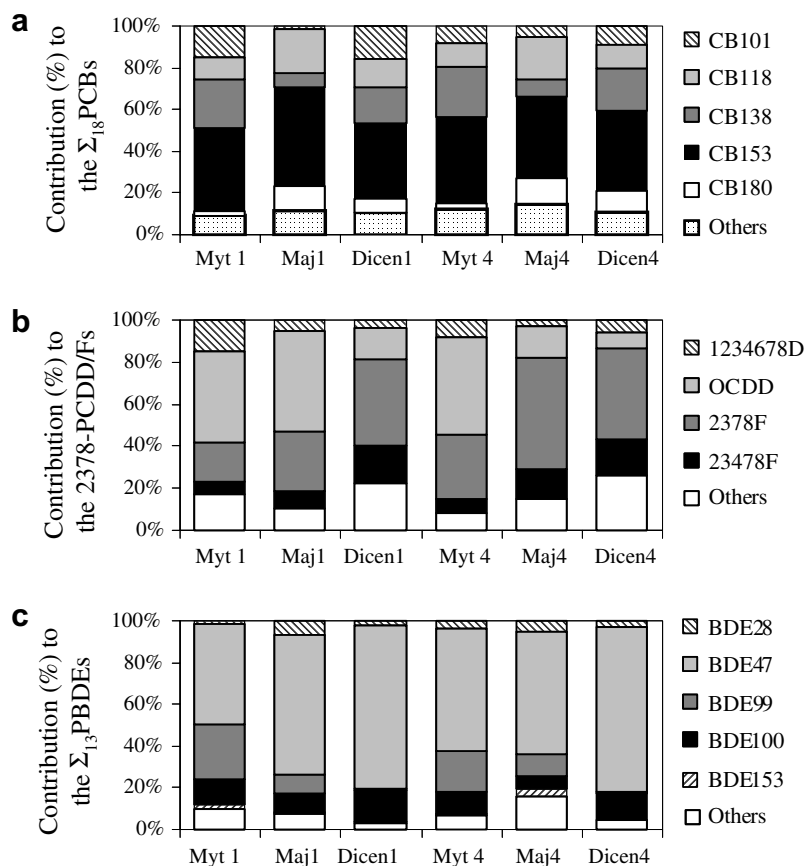 a
Contribution (%) to
the Σ18PCBs
100%
80%
60%
40%
20%
0%
Myt 1 Maj1 Dicen1 Myt 4 Maj4 Dicen4
CB101
CB118
CB138
CB153
CB180
Others
b
Contribution (%) to
the 2378-PCDD/Fs
100%
80%
60%
40%
20%
0%
Myt 1 Maj1 Dicen1 Myt 4 Maj4 Dicen4
1234678D
OCDD
2378F
23478F
Others
c
Contribution (%) to
the Σ13PBDEs
100%
80%
60%
40%
20%
0%
Myt 1 Maj1 Dicen1 Myt 4 Maj4 Dicen4
BDE28
BDE47
BDE99
BDE100
BDE153
Others